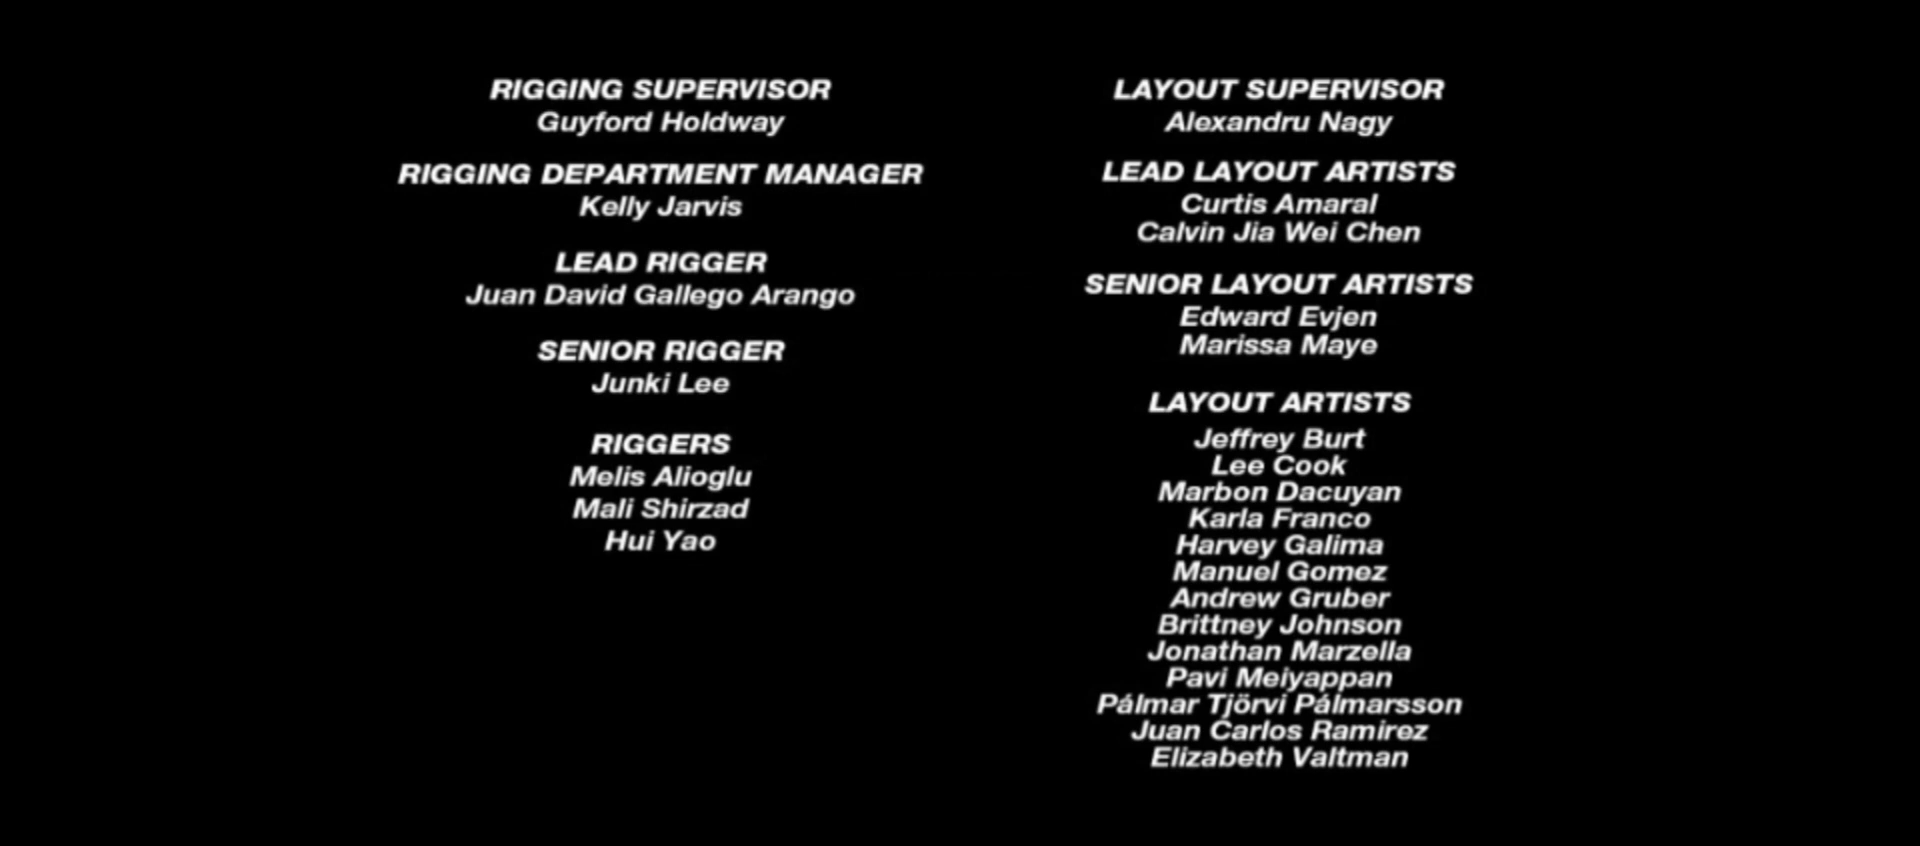 RIGGING SUPERVISOR
Guyford Holdway
RIGGING DEPARTMENT MANAGER
Kelly Jarvis
LEAD RIGGER
Juan David Gallego Arango
SENIOR RIGGER
Junki Lee
RIGGERS
Melis Alioglu
Mali Shirzad
Hui Yao
LAYOUT SUPERVISOR
Alexandru Nagy
LEAD LAYOUT ARTISTS
Curtis Amaral
Calvin Jia Wei Chen
SENIOR LAYOUT ARTISTS
Edward Evjen
Marissa Maye
LAYOUT ARTISTS
Jeffrey Burt
Lee Cook
Marbon Dacuyan
Karla Franco
Harvey Galima
Manuel Gomez
Andrew Gruber
Brittney Johnson
Jonathan Marzella
Pavi Meiyappan
Pálmar Tjörvi Pálmarsson
Juan Carlos Ramirez
Elizabeth Valtman